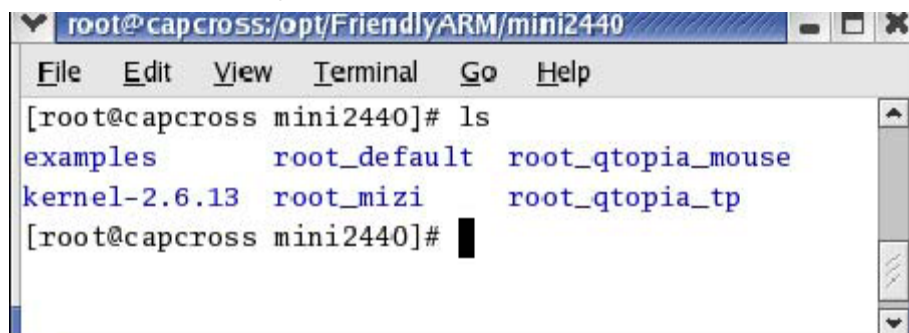 root@capcross:/opt/FriendlyARM/mini2440
File Edit View Terminal Go Help
[root@capcross mini2440]# ls
examples root_default root_qtopia_mouse
kernel-2.6.13 root_mizi root_qtopia_tp
[root@capcross mini2440]#